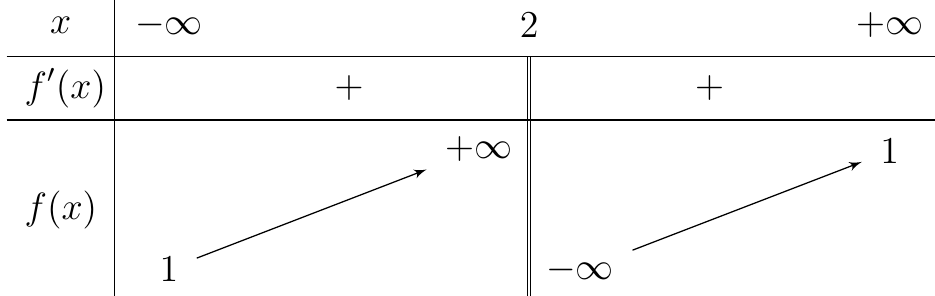 x −∞ 2 +∞
f′(x) + +
+∞ 1
f(x)
1 −∞